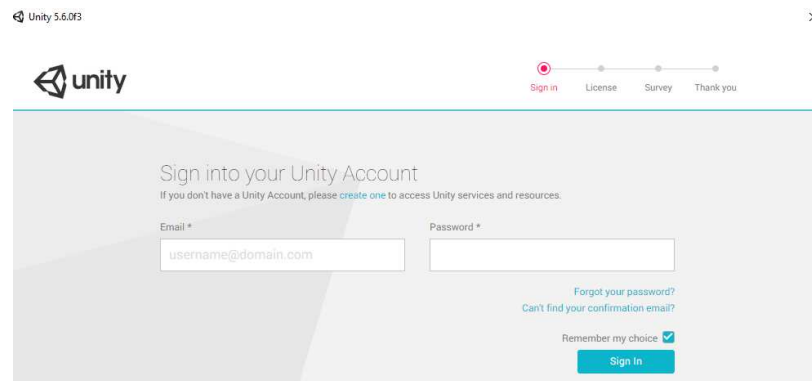 Unity 5.6.0f3
unity
Sign in License Survey Thank you
Sign into your Unity Account
If you don't have a Unity Account, please create one to access Unity services and resources.
Email * Password *
username@domain.com
Forgot your password?
Can't find your confirmation email?
Remember my choice
Sign In